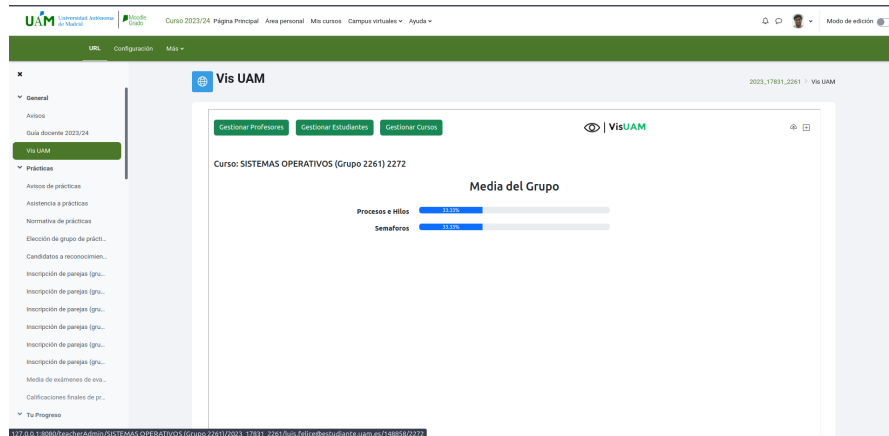 UAM Universidad Autónoma de Madrid
Moodle Grado
Curso 2023/24 Página Principal Área personal Mis cursos Campus virtuales Ayuda
Modo de edición
URL Configuración Más
Vis UAM
2023_17831_2261 > Vis UAM
General
Avisos
Guía docente 2023/24
Vis UAM
Prácticas
Avisos de prácticas
Asistencia a prácticas
Normativa de prácticas
Elección de grupo de prácti...
Candidatos a reconocimien...
Inscripción de parejas (gru...
Inscripción de parejas (gru...
Inscripción de parejas (gru...
Inscripción de parejas (gru...
Inscripción de parejas (gru...
Inscripción de parejas (gru...
Media de exámenes de eva...
Calificaciones finales de pr...
Tu Progreso
Gestionar Profesores Gestionar Estudiantes Gestionar Cursos
| VisUAM
Curso: SISTEMAS OPERATIVOS (Grupo 2261) 2272
Media del Grupo
Procesos e Hilos 33.33%
Semaforos 33.33%
127.0.0.1:8080/teacherAdmin/SISTEMAS OPERATIVOS (Grupo 2261)/2023_17831_2261/luis.felice@estudiante.uam.es/148858/2272